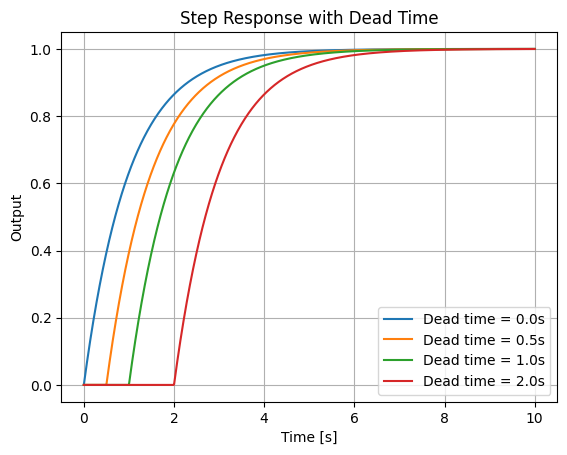 Step Response with Dead Time
Output
1.0
0.8
0.6
0.4
0.2
0.0
0
2
4
6
8
10
Time [s]
Dead time = 0.0s
Dead time = 0.5s
Dead time = 1.0s
Dead time = 2.0s